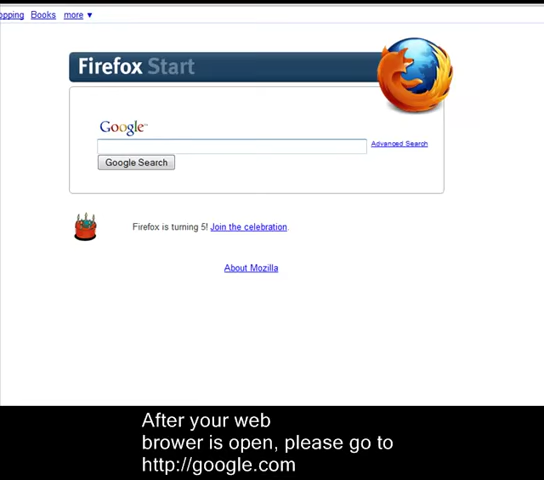 opping Books more ▼
Firefox Start
Google™
Advanced Search
Google Search
Firefox is turning 5! Join the celebration.
About Mozilla
After your web
brower is open, please go to
http://google.com